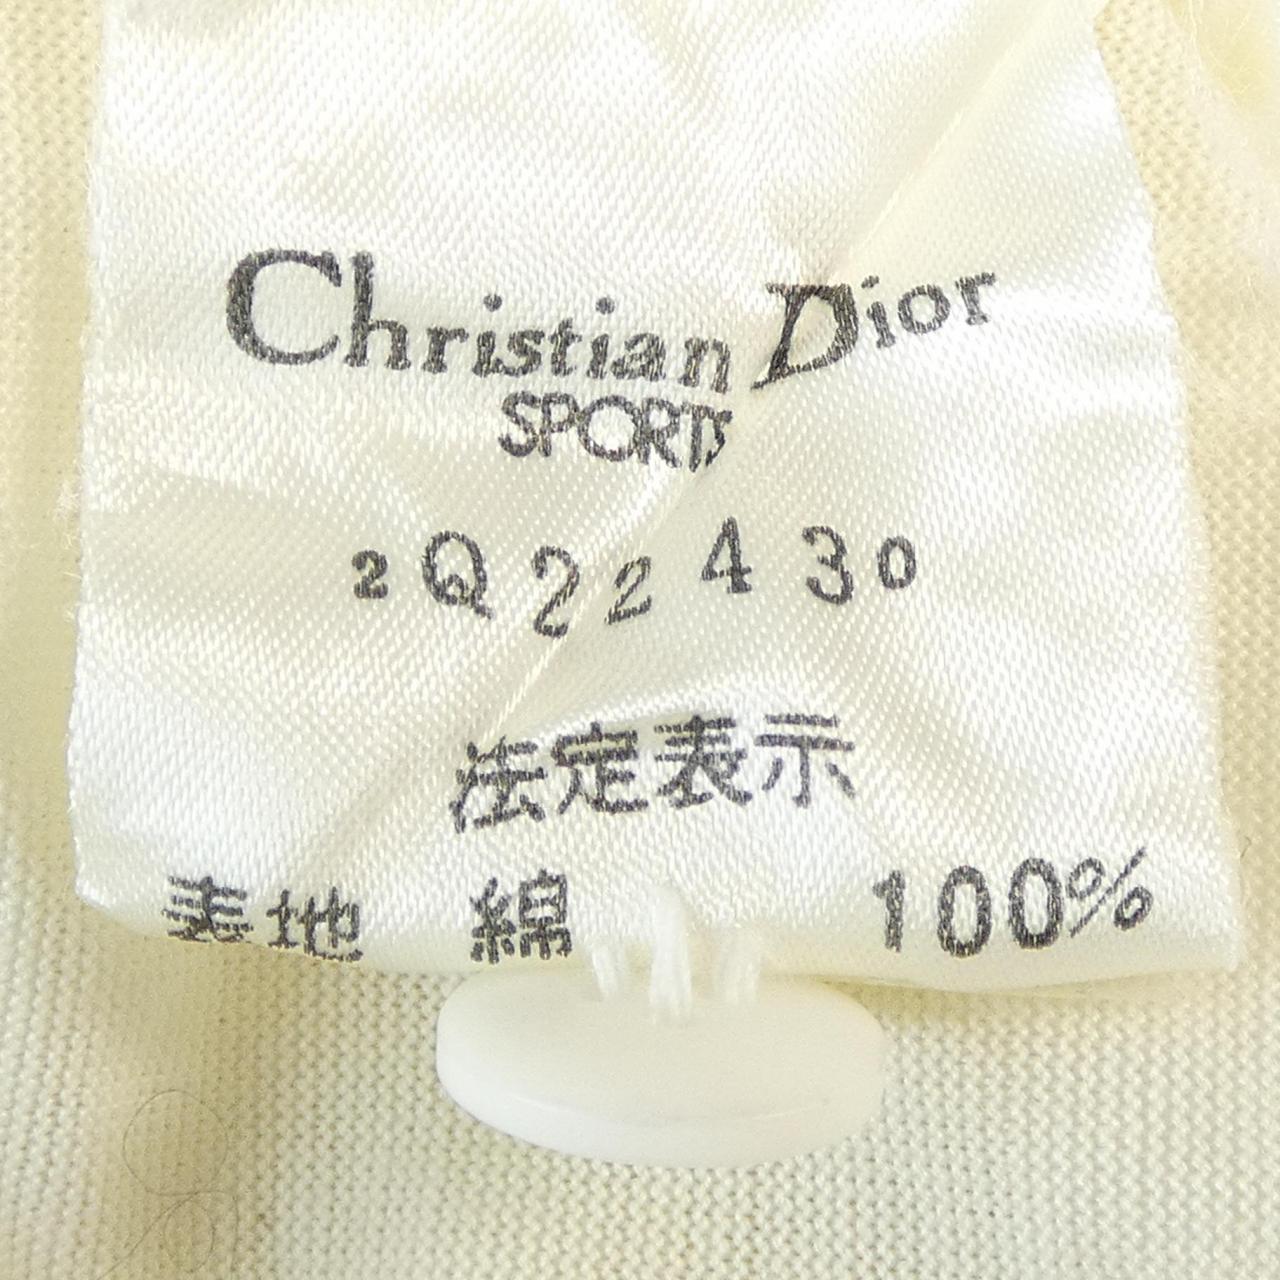 Christian Dior
SPORTS
2Q22430
法定表示
表地 綿 100%